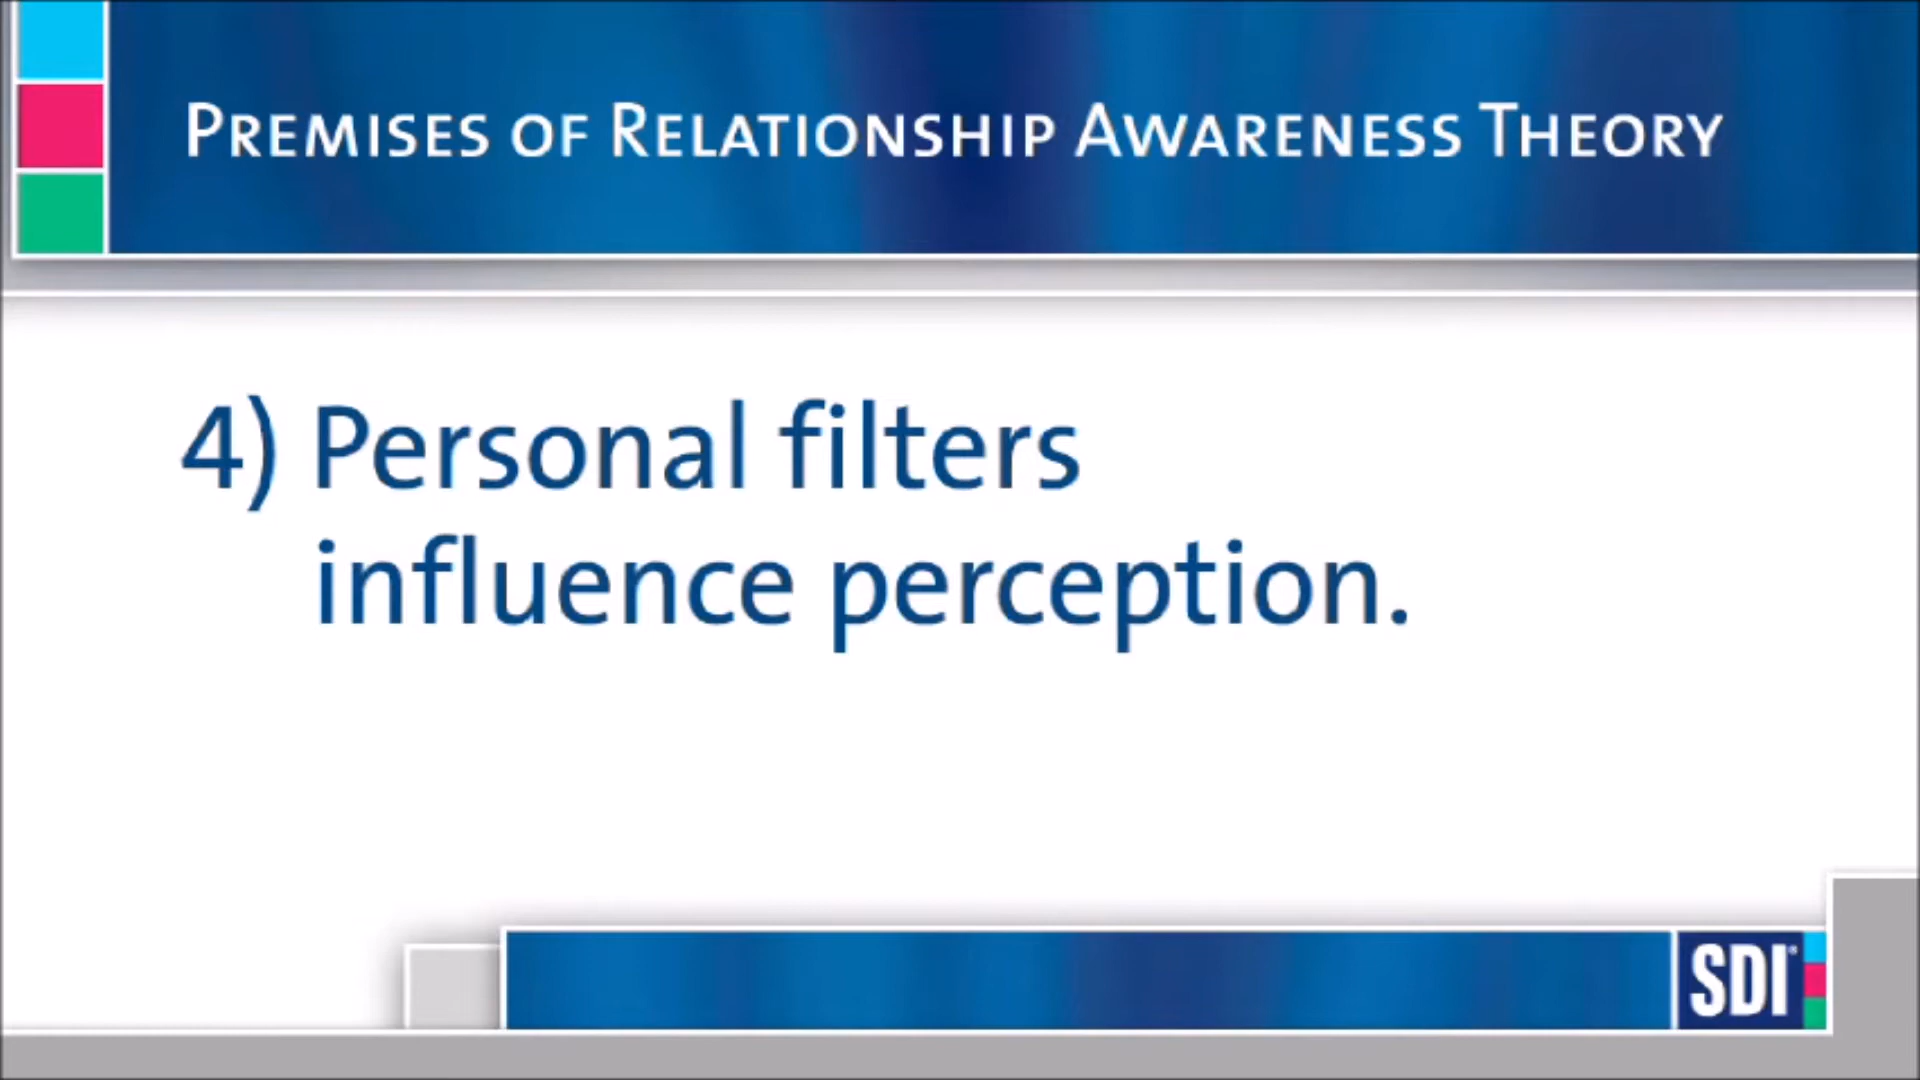 PREMISES OF RELATIONSHIP AWARENESS THEORY
4) Personal filters
influence perception.
SDI®